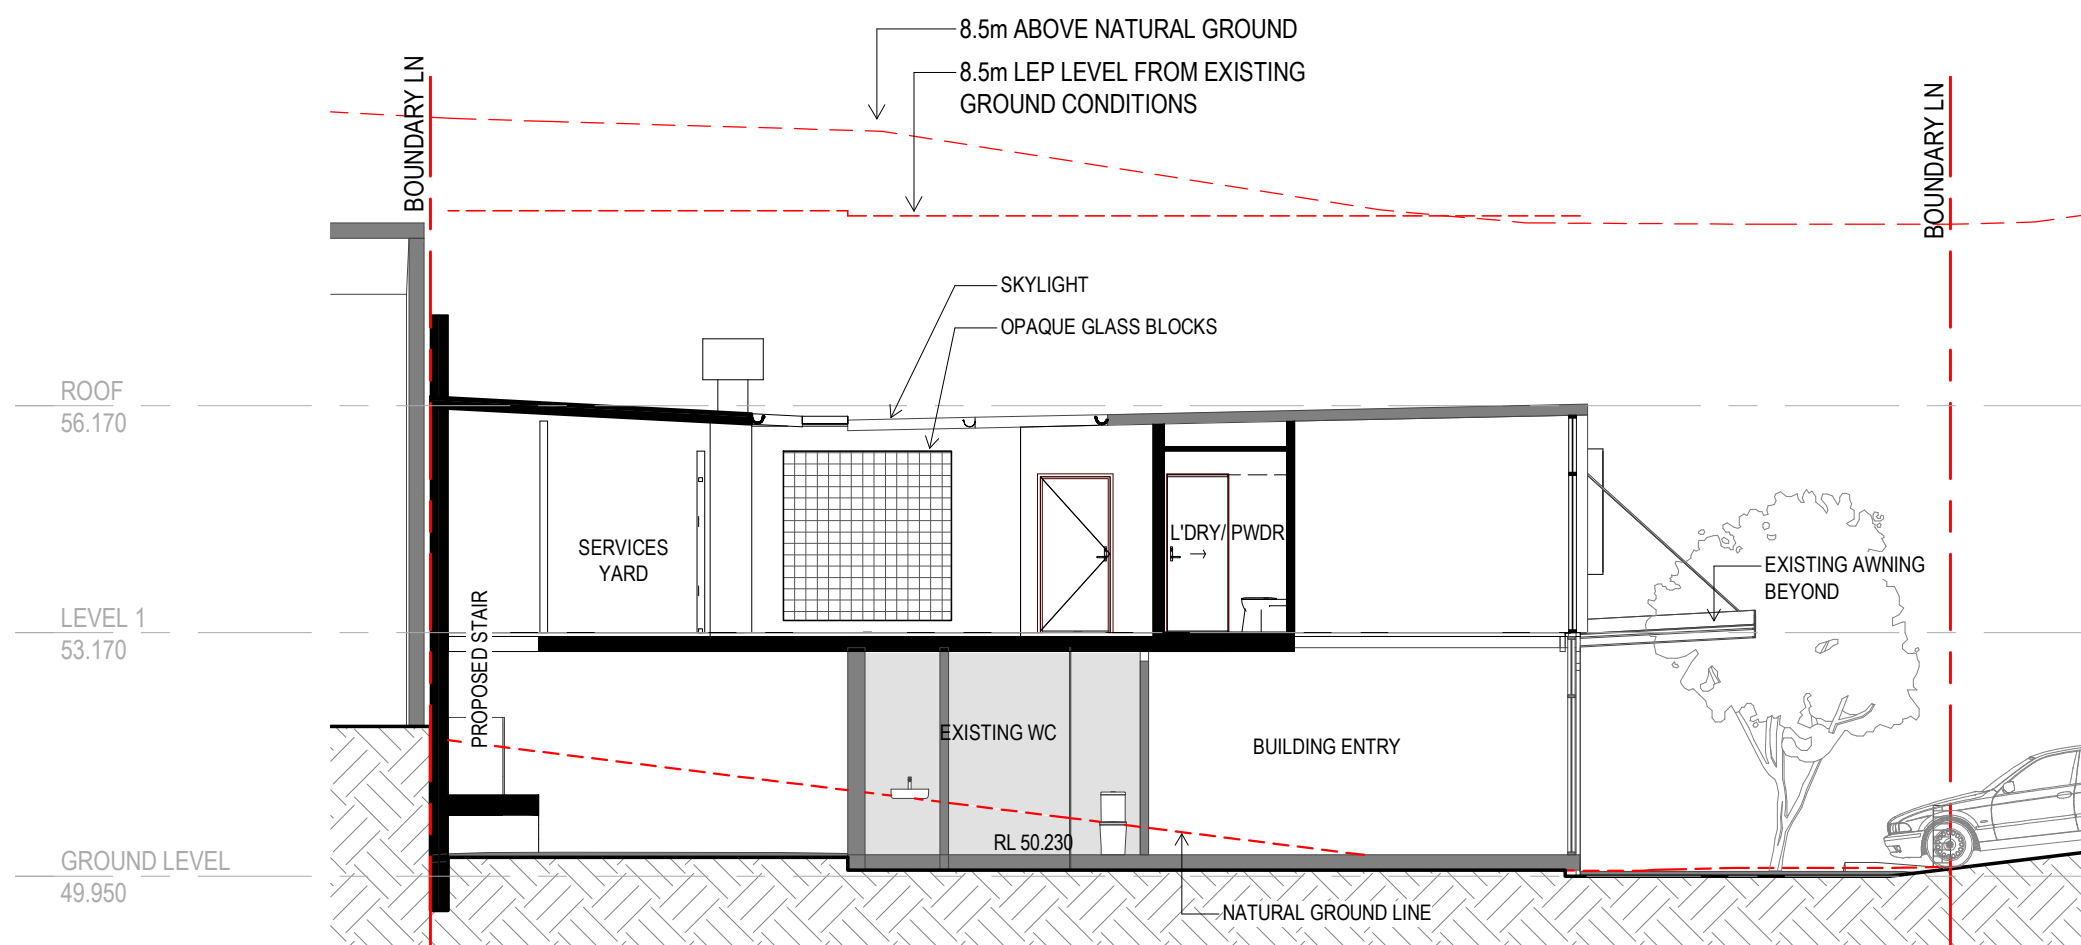 8.5m ABOVE NATURAL GROUND
8.5m LEP LEVEL FROM EXISTING
GROUND CONDITIONS
BOUNDARY LN
BOUNDARY LN
SKYLIGHT
OPAQUE GLASS BLOCKS
ROOF
56.170
SERVICES
YARD
L'DRY/ PWDR
EXISTING AWNING
BEYOND
LEVEL 1
53.170
PROPOSED STAIR
EXISTING WC
BUILDING ENTRY
RL 50.230
GROUND LEVEL
49.950
NATURAL GROUND LINE